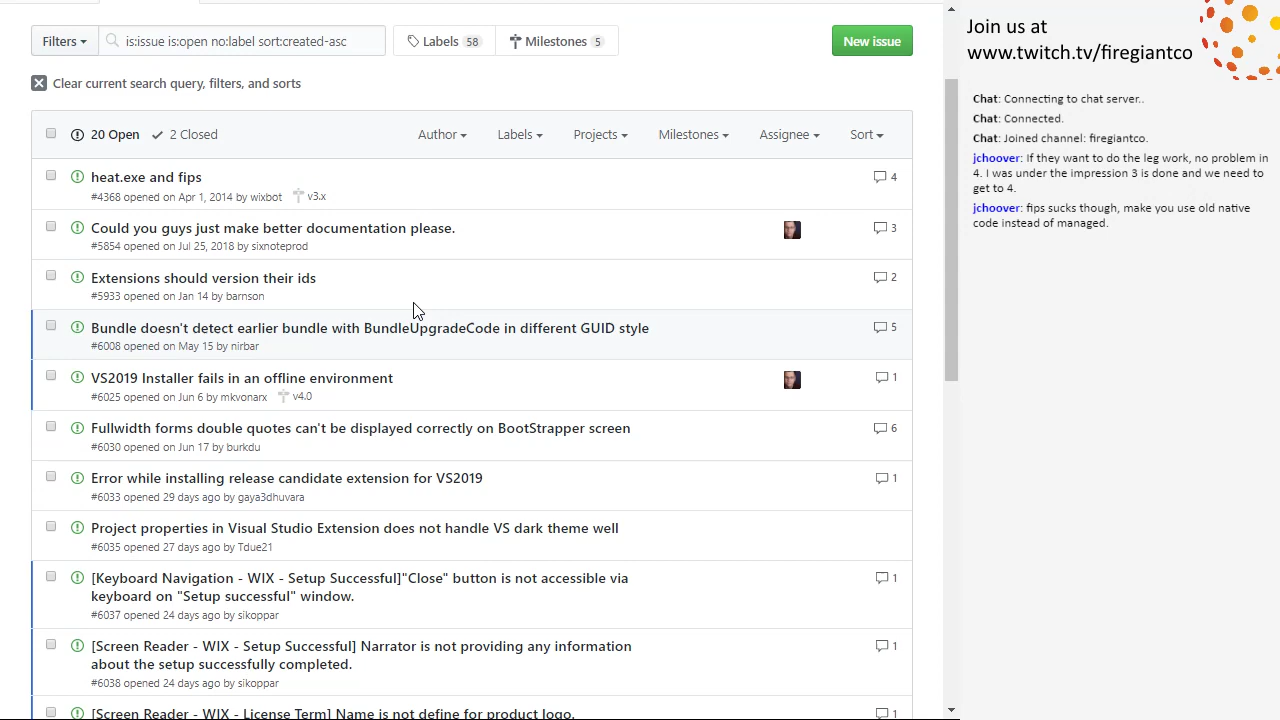 Filters
is:issue is:open no:label sort:created-asc
Labels 58
Milestones 5
New issue
Clear current search query, filters, and sorts
20 Open
2 Closed
Author
Labels
Projects
Milestones
Assignee
Sort
heat.exe and fips
4
#4368 opened on Apr 1, 2014 by wixbot v3.x
Could you guys just make better documentation please.
3
#5854 opened on Jul 25, 2018 by sixnoteprod
Extensions should version their ids
2
#5933 opened on Jan 14 by barnson
Bundle doesn't detect earlier bundle with BundleUpgradeCode in different GUID style
5
#6008 opened on May 15 by nirbar
VS2019 Installer fails in an offline environment
1
#6025 opened on Jun 6 by mkvonarx v4.0
Fullwidth forms double quotes can't be displayed correctly on BootStrapper screen
6
#6030 opened on Jun 17 by burkdu
Error while installing release candidate extension for VS2019
1
#6033 opened 29 days ago by gaya3dhuvara
Project properties in Visual Studio Extension does not handle VS dark theme well
#6035 opened 27 days ago by Tdue21
[Keyboard Navigation - WIX - Setup Successful]"Close" button is not accessible via
keyboard on "Setup successful" window.
1
#6037 opened 24 days ago by sikoppar
[Screen Reader - WIX - Setup Successful] Narrator is not providing any information
about the setup successfully completed.
1
#6038 opened 24 days ago by sikoppar
[Screen Reader - WIX - License Term] Name is not define for product logo.
1
Join us at
www.twitch.tv/firegiantco
Chat: Connecting to chat server..
Chat: Connected.
Chat: Joined channel: firegiantco.
jchoover: If they want to do the leg work, no problem in
4. I was under the impression 3 is done and we need to
get to 4.
jchoover: fips sucks though, make you use old native
code instead of managed.